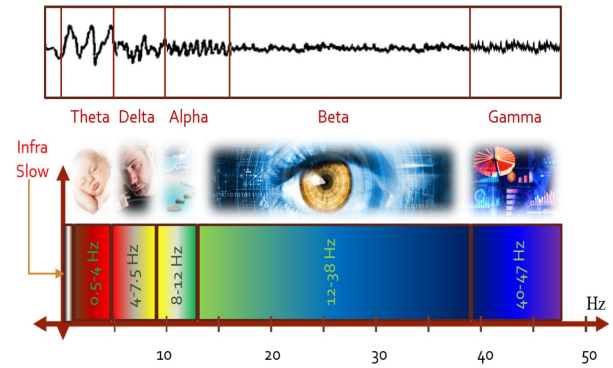 Theta Delta Alpha Beta Gamma
Infra
Slow
0.5-4 Hz
4-7.5 Hz
8-12 Hz
12-38 Hz
40-47 Hz
Hz
10 20 30 40 50